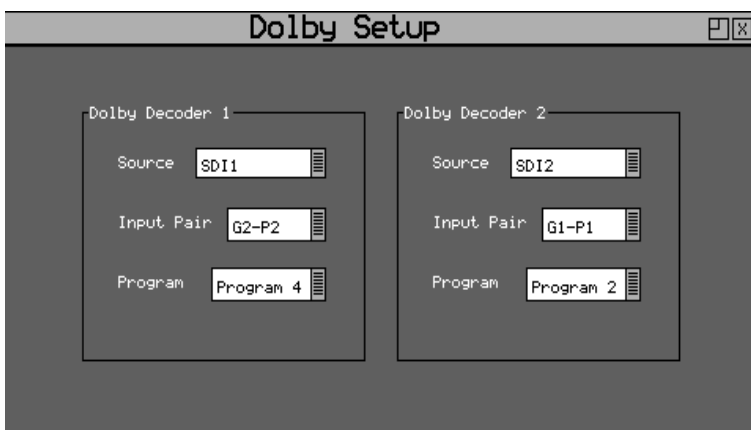 Dolby Setup
Dolby Decoder 1
Source SDI1
Input Pair G2-P2
Program Program 4
Dolby Decoder 2
Source SDI2
Input Pair G1-P1
Program Program 2